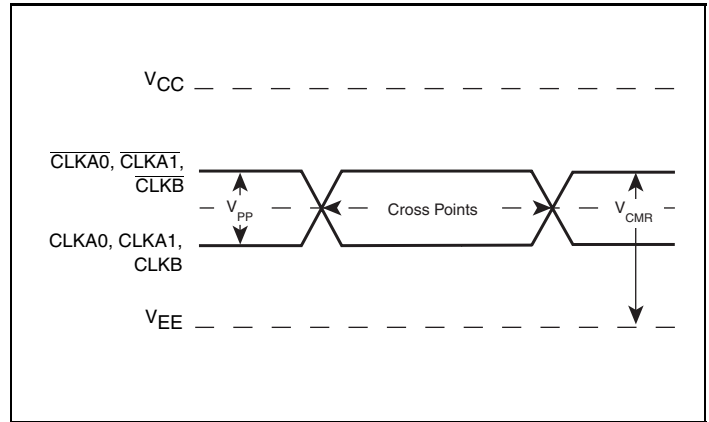 VCC
CLKA0, CLKA1,
CLKB
VPP
Cross Points
VCMR
CLKA0, CLKA1,
CLKB
VEE